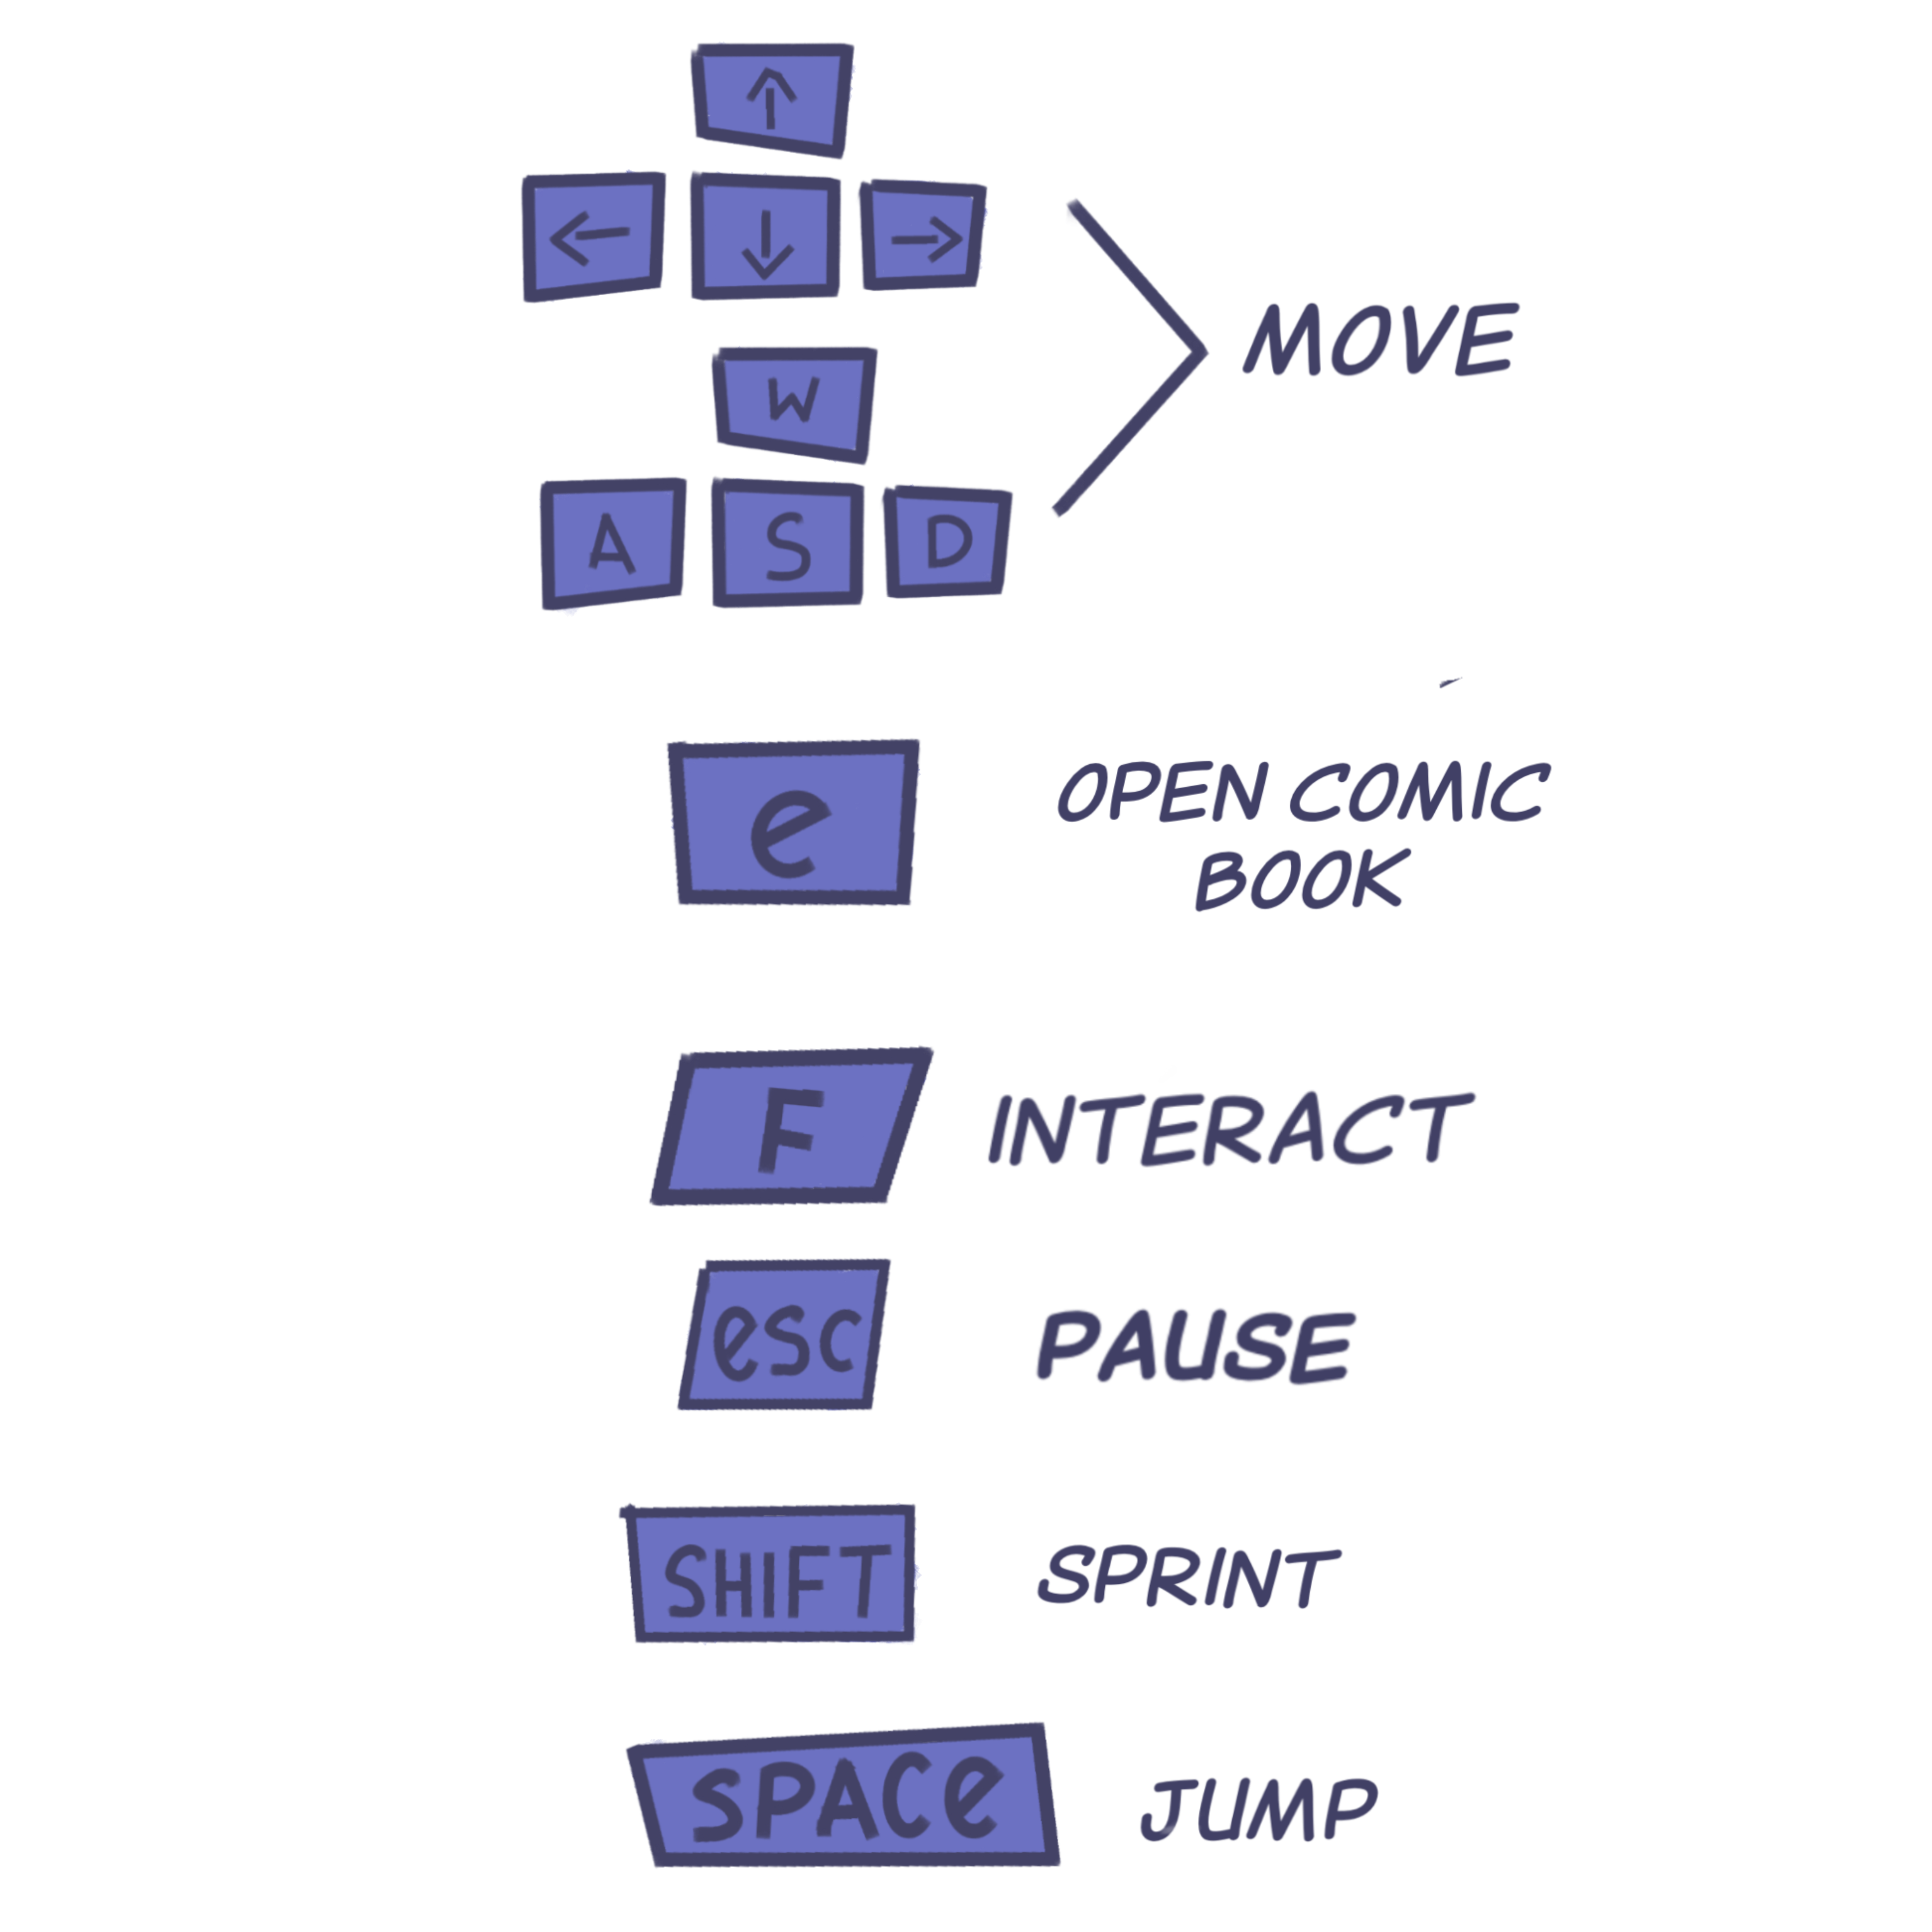 ↑
← ↓ →
MOVE
W
A S D
e OPEN COMIC
BOOK
F INTERACT
esc PAUSE
SHIFT SPRINT
SPACe JUMP